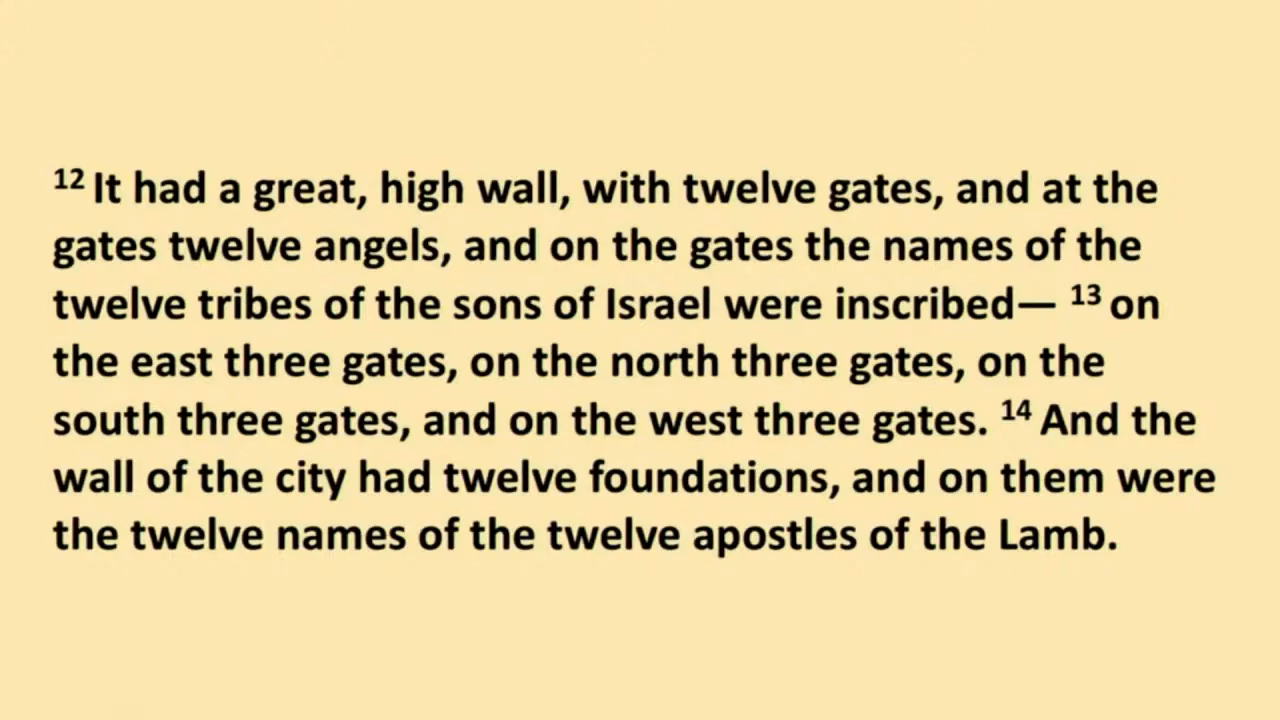 12 It had a great, high wall, with twelve gates, and at the
gates twelve angels, and on the gates the names of the
twelve tribes of the sons of Israel were inscribed— 13 on
the east three gates, on the north three gates, on the
south three gates, and on the west three gates. 14 And the
wall of the city had twelve foundations, and on them were
the twelve names of the twelve apostles of the Lamb.